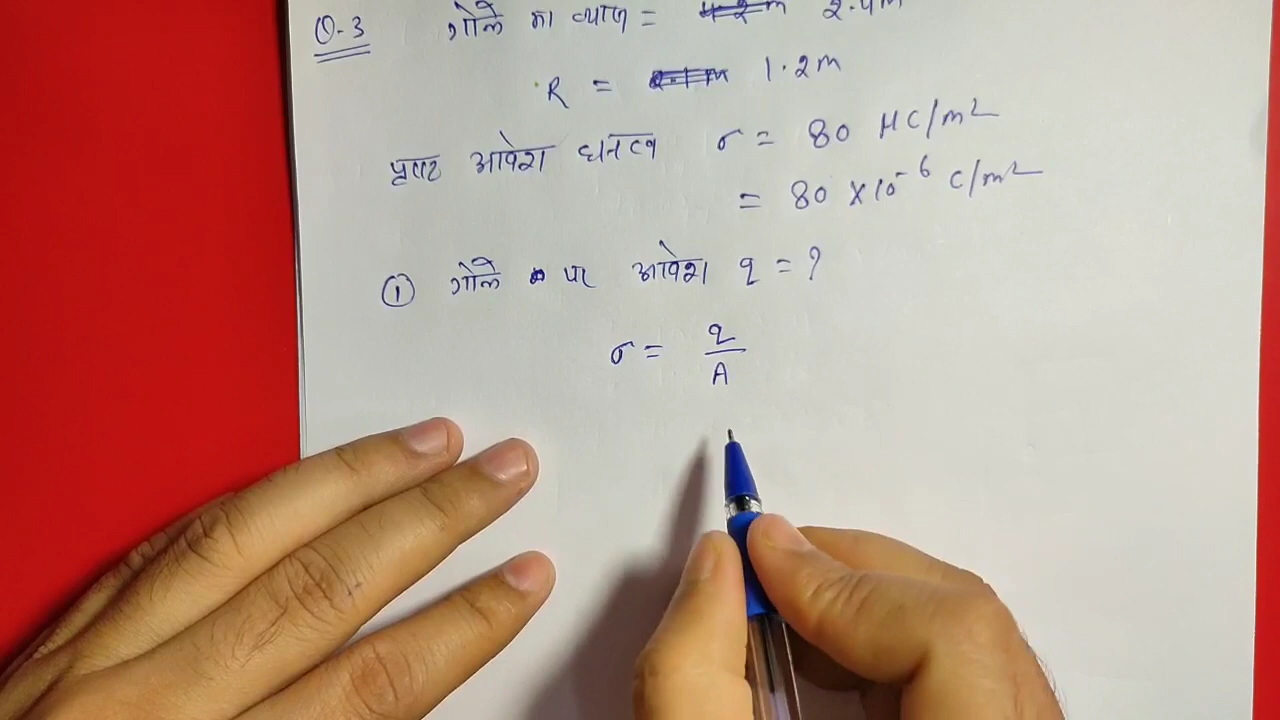 Q-3 गोले का व्यास = 2.4m
R = 1.2m
पृष्ठ आवेश घनत्व σ = 80 μC/m²
= 80 ×10⁻⁶ C/m²
① गोले पर आवेश q = ?
σ = q/A